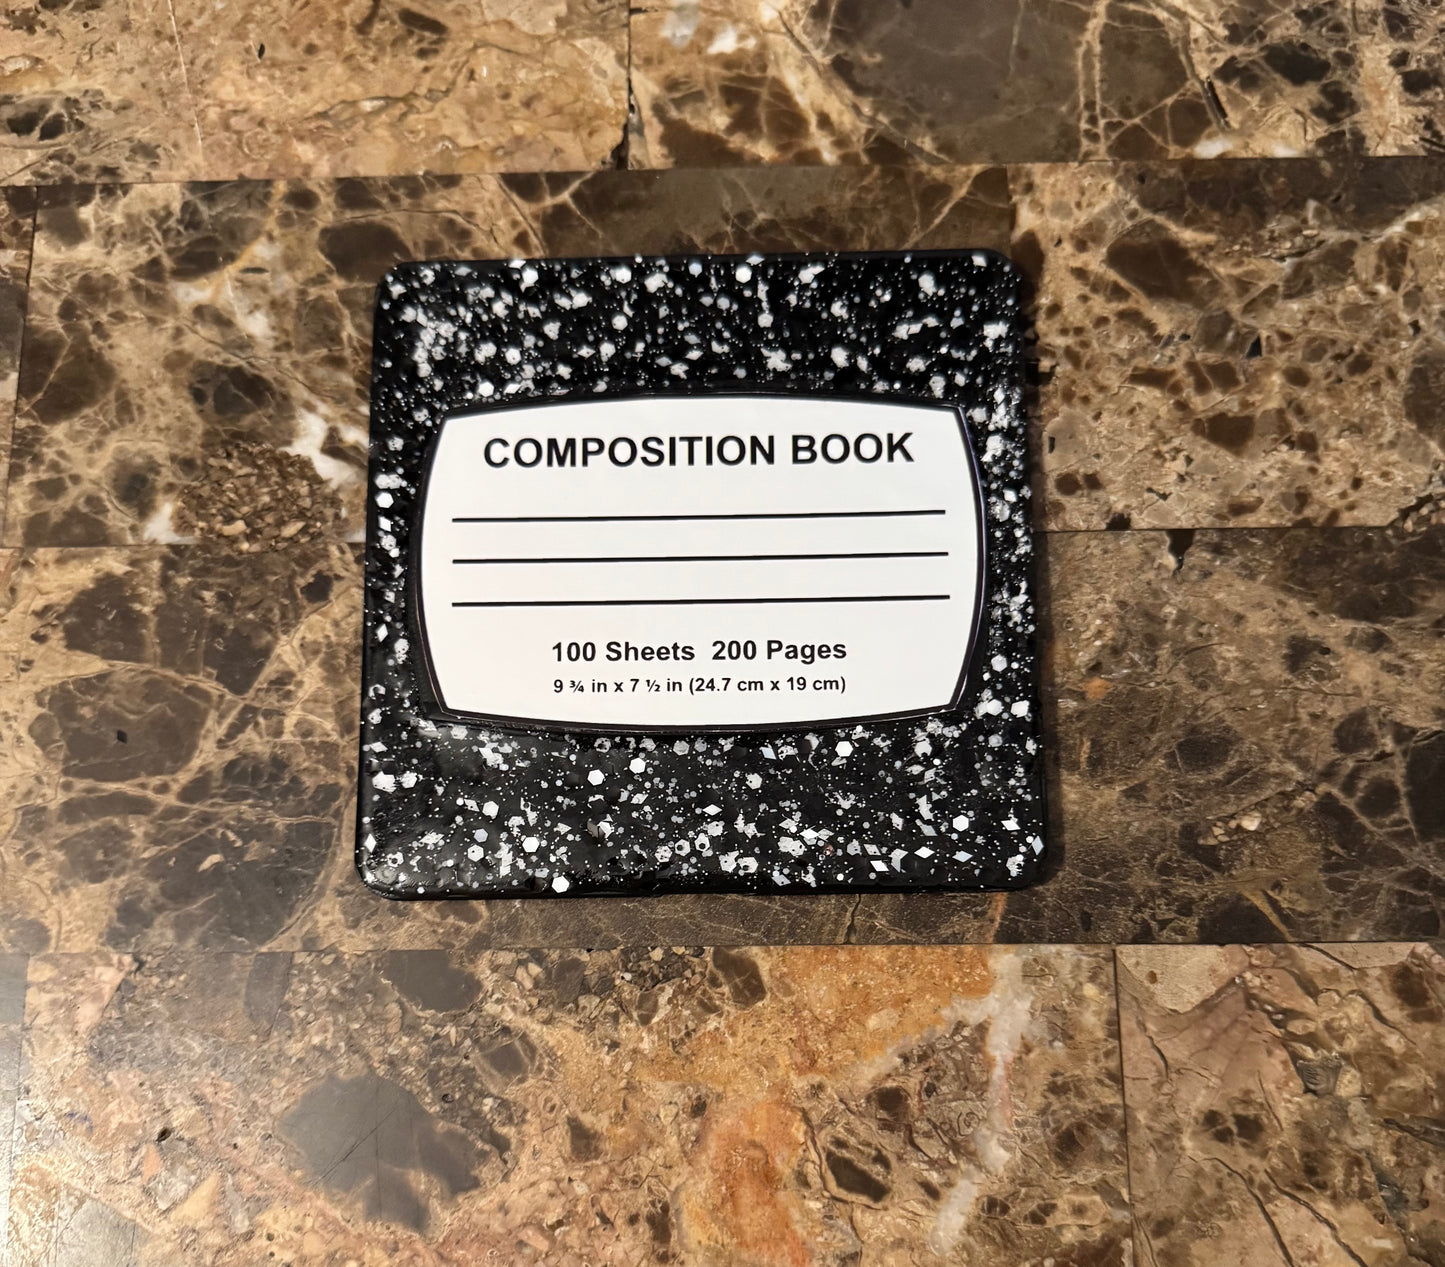 COMPOSITION BOOK
100 Sheets 200 Pages
9 ¾ in x 7 ½ in (24.7 cm x 19 cm)